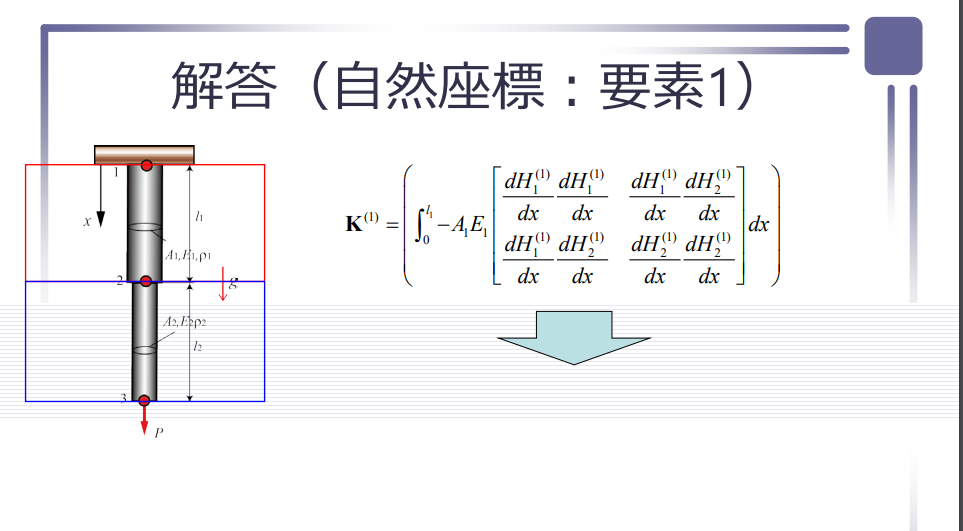 解答（自然座標：要素1）
1
x
l₁
A₁,E₁,ρ₁
2
g
A₂,E₂ρ₂
l₂
3
P
K⁽¹⁾ = ( ∫₀^{l₁} −A₁E₁ [ dH₁⁽¹⁾/dx dH₁⁽¹⁾/dx   dH₁⁽¹⁾/dx dH₂⁽¹⁾/dx
dH₁⁽¹⁾/dx dH₂⁽¹⁾/dx   dH₂⁽¹⁾/dx dH₂⁽¹⁾/dx ] dx )